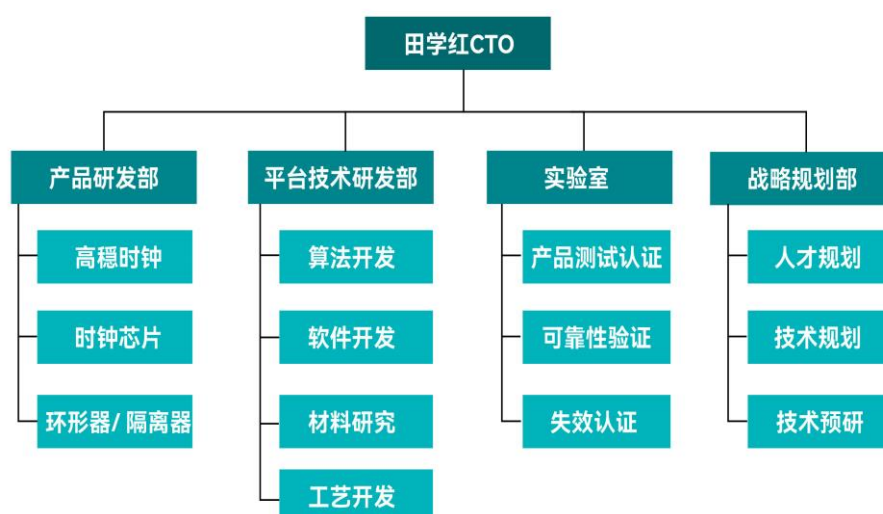 田学红CTO
产品研发部
高穩时钟
时钟芯片
环形器/ 隔离器
平台技术研发部
算法开发
软件开发
材料研究
工艺开发
实验室
产品测试认证
可靠性验证
失效认证
战略规划部
人才规划
技术规划
技术预研